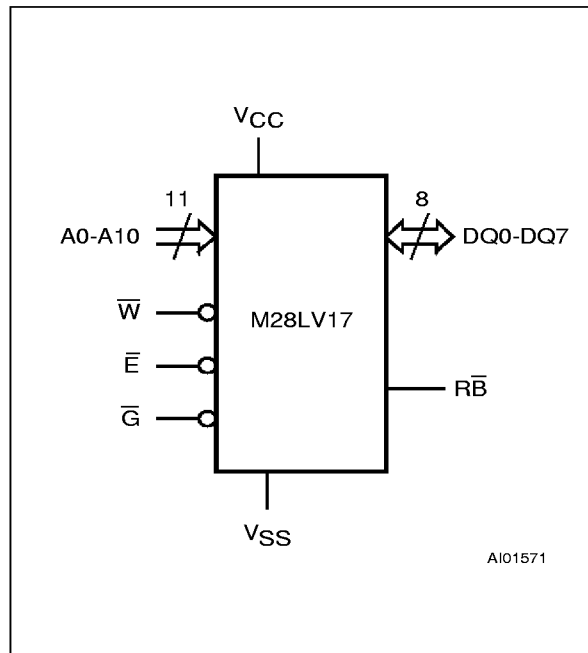 VCC
11
8
A0-A10
DQ0-DQ7
W̅
M28LV17
E̅
RB̅
G̅
VSS
AI01571